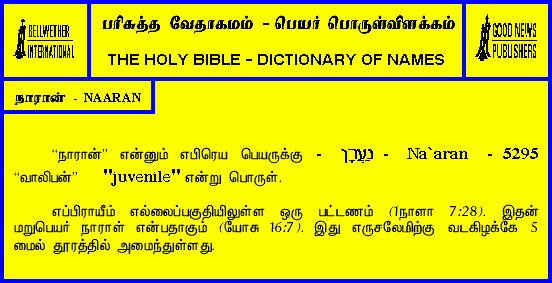 BELLWETHER
INTERNATIONAL
பரிசுத்த வேதாகமம் - பெயர் பொருள்விளக்கம்
THE HOLY BIBLE - DICTIONARY OF NAMES
GOOD NEWS
PUBLISHERS
நாரான் - NAARAN
“நாரான்” என்னும் எபிரெய பெயருக்கு - נַעֲרָן - Na`aran - 5295
“வாலிபன்” "juvenile" என்று பொருள்.
எப்பிராயீம் எல்லைப்பகுதியிலுள்ள ஒரு பட்டணம் (1நாளா 7:28). இதன்
மறுபெயர் நாராள் என்பதாகும் (யோசு 16:7). இது எருசலேமிற்கு வடகிழக்கே 5
மைல் தூரத்தில் அமைந்துள்ளது.